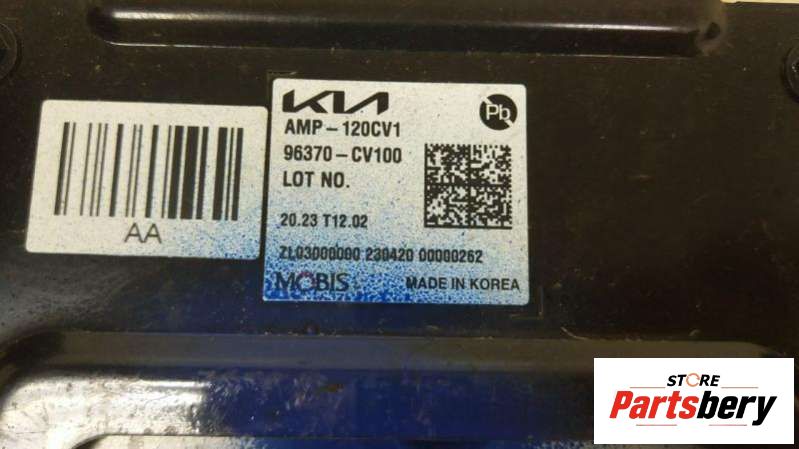 KIA
Pb
AMP-120CV1
96370-CV100
LOT NO.
20.23 T12.02
ZL03000000 230420 00000262
MOBIS
MADE IN KOREA
AA
STORE
Partsbery